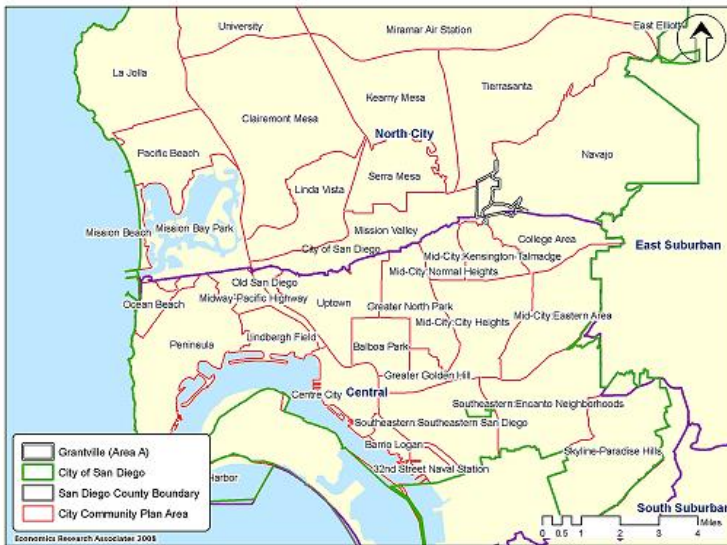 University
Miramar Air Station
East Elliott
La Jolla
Kearny Mesa
Tierrasanta
Clairemont Mesa
North City
Pacific Beach
Navajo
Linda Vista
Serra Mesa
Mission Beach
Mission Bay Park
Mission Valley
City of San Diego
College Area
East Suburban
Mid-City:Kensington-Talmadge
Mid-City:Normal Heights
Old San Diego
Ocean Beach
Midway-Pacific Highway
Uptown
Greater North Park
Mid-City:City Heights
Mid-City:Eastern Area
Peninsula
Lindbergh Field
Balboa Park
Greater Golden Hill
Centre City
Central
Southeastern:Encanto Neighborhoods
Southeastern:Southeastern San Diego
Barrio Logan
Skyline-Paradise Hills
32nd Street Naval Station
Harbor
South Suburban
Miles
0 0.5 1 2 3 4
Grantville (Area A)
City of San Diego
San Diego County Boundary
City Community Plan Area
Economics Research Associates 2008